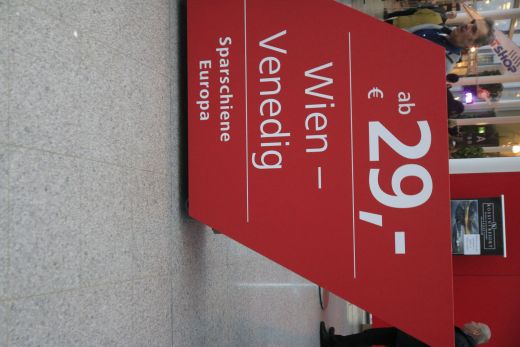 ab
€ 29,-
Wien –
Venedig
Sparschiene
Europa